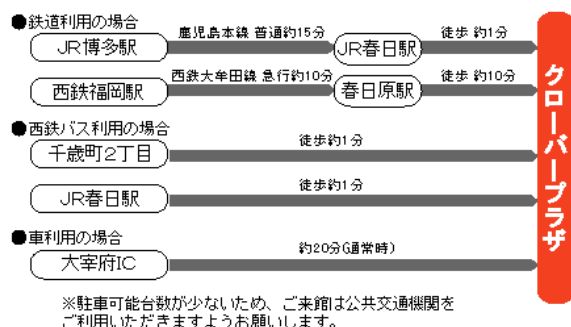 ●鉄道利用の場合
JR博多駅 鹿児島本線 普通約15分 JR春日駅 徒歩 約1分
西鉄福岡駅 西鉄大牟田線 急行約10分 春日原駅 徒歩 約10分
●西鉄バス利用の場合
千歳町2丁目 徒歩約1分
JR春日駅 徒歩約1分
●車利用の場合
大宰府IC 約20分(通常時)
クローバープラザ
※駐車可能台数が少ないため、ご来館は公共交通機関を
ご利用いただきますようお願いします。